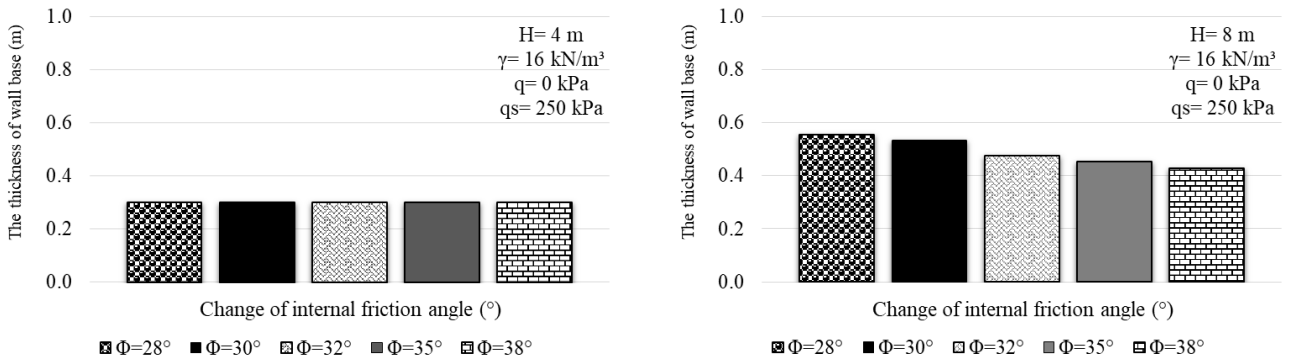 The thickness of wall base (m)
1.0
0.8
0.6
0.4
0.2
0.0
H= 4 m
γ= 16 kN/m³
q= 0 kPa
qs= 250 kPa
Change of internal friction angle (°)
Φ=28° Φ=30° Φ=32° Φ=35° Φ=38°
The thickness of wall base (m)
1.0
0.8
0.6
0.4
0.2
0.0
H= 8 m
γ= 16 kN/m³
q= 0 kPa
qs= 250 kPa
Change of internal friction angle (°)
Φ=28° Φ=30° Φ=32° Φ=35° Φ=38°